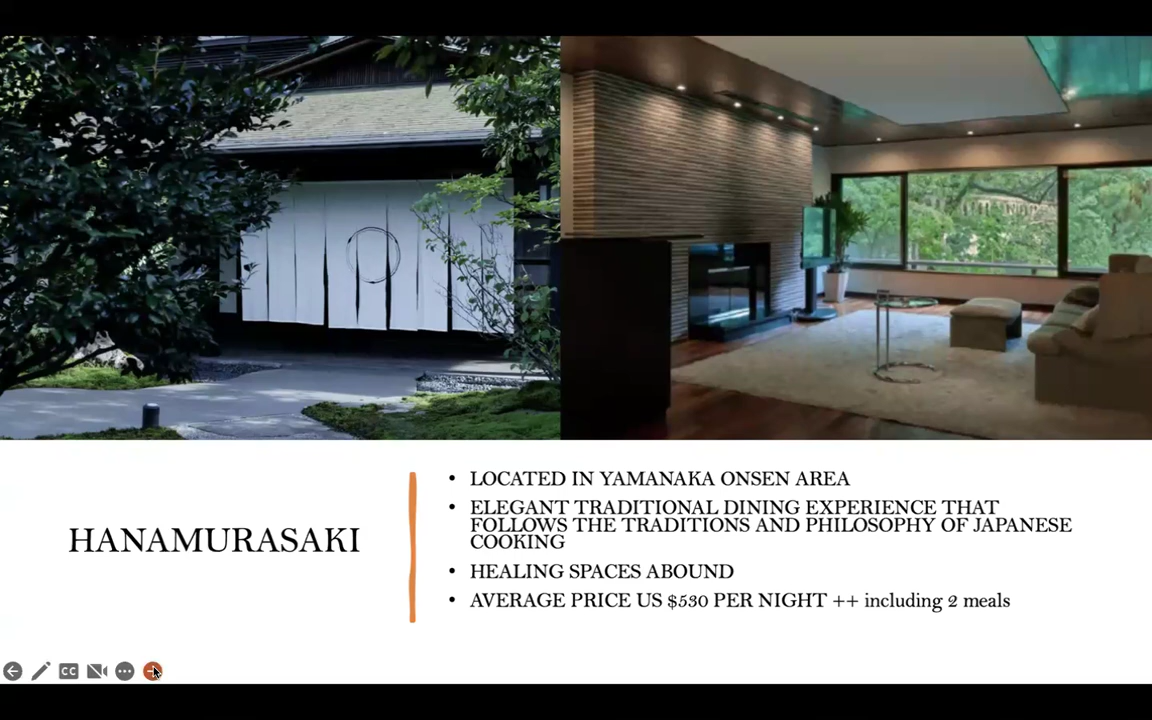 HANAMURASAKI
• LOCATED IN YAMANAKA ONSEN AREA
• ELEGANT TRADITIONAL DINING EXPERIENCE THAT
FOLLOWS THE TRADITIONS AND PHILOSOPHY OF JAPANESE
COOKING
• HEALING SPACES ABOUND
• AVERAGE PRICE US $530 PER NIGHT ++ including 2 meals
CC